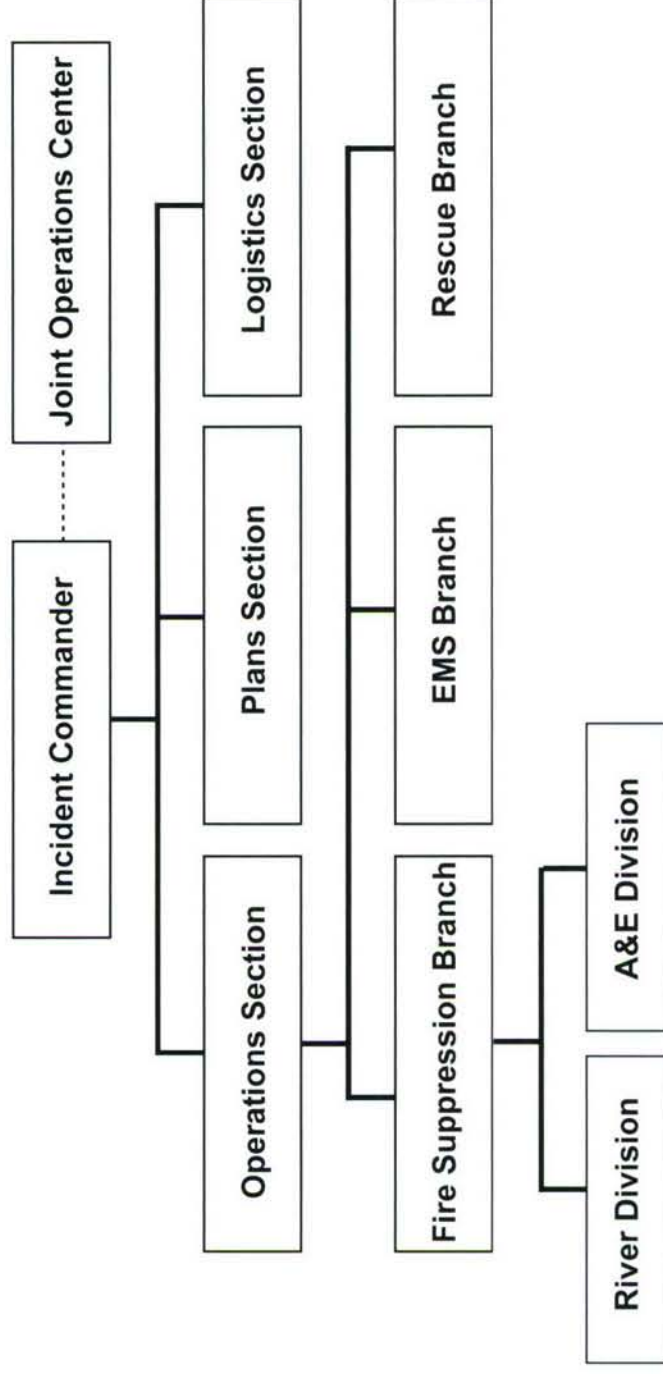 Incident Commander
Joint Operations Center
Operations Section
Plans Section
Logistics Section
Fire Suppression Branch
EMS Branch
Rescue Branch
River Division
A&E Division